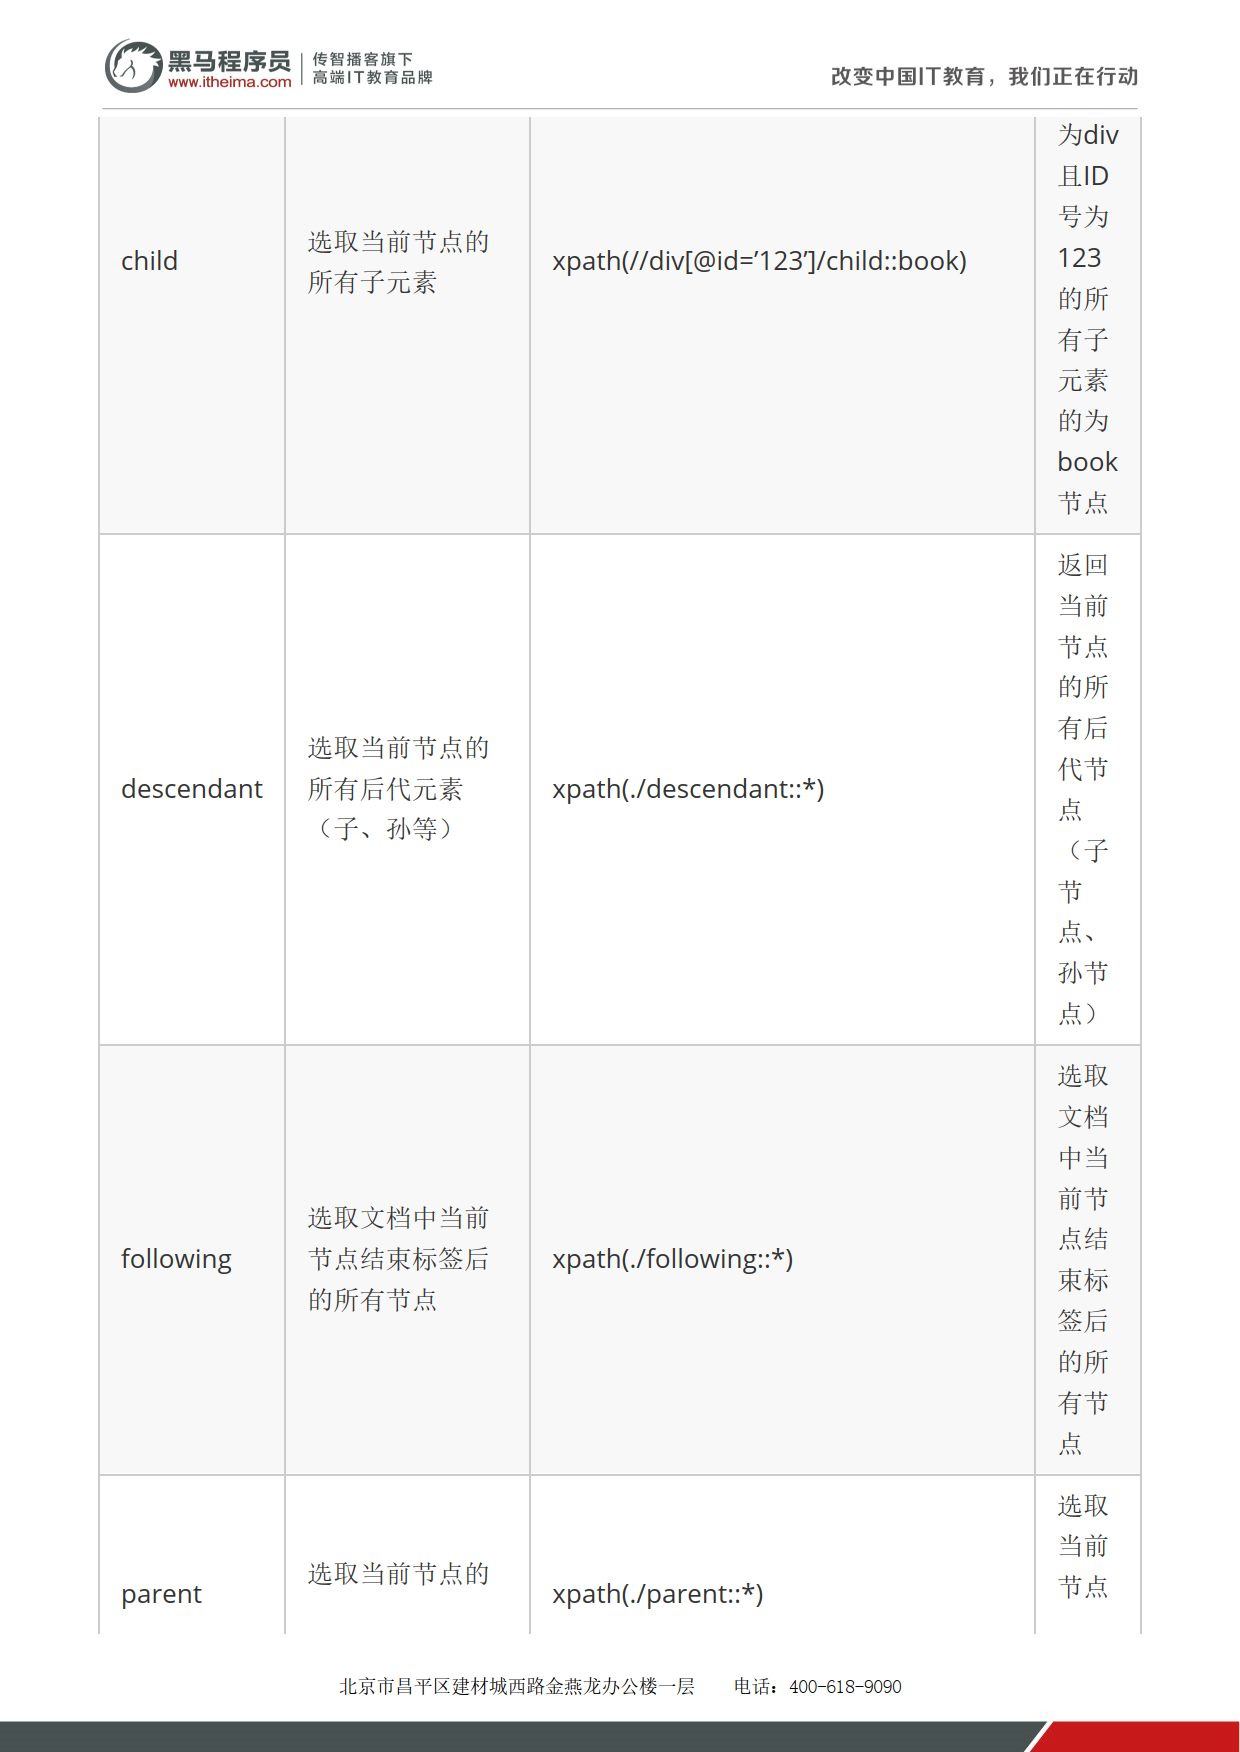 黑马程序员
www.itheima.com
传智播客旗下
高端IT教育品牌
改变中国IT教育，我们正在行动
child
选取当前节点的
所有子元素
xpath(//div[@id=’123’]/child::book)
为div
且ID
号为
123
的所
有子
元素
的为
book
节点
descendant
选取当前节点的
所有后代元素
（子、孙等）
xpath(./descendant::*)
返回
当前
节点
的所
有后
代节
点
（子
节
点、
孙节
点）
following
选取文档中当前
节点结束标签后
的所有节点
xpath(./following::*)
选取
文档
中当
前节
点结
束标
签后
的所
有节
点
parent
选取当前节点的
xpath(./parent::*)
选取
当前
节点
北京市昌平区建材城西路金燕龙办公楼一层 电话：400-618-9090